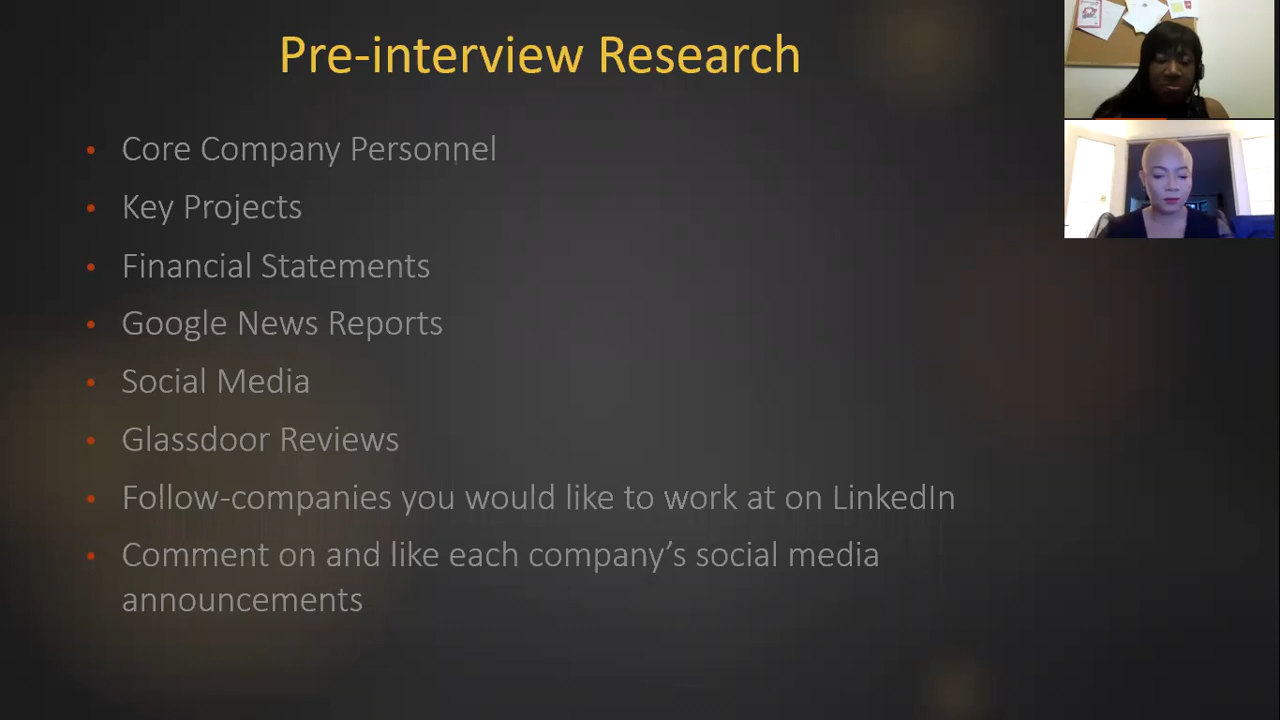 Pre-interview Research
• Core Company Personnel
• Key Projects
• Financial Statements
• Google News Reports
• Social Media
• Glassdoor Reviews
• Follow-companies you would like to work at on LinkedIn
• Comment on and like each company’s social media
announcements